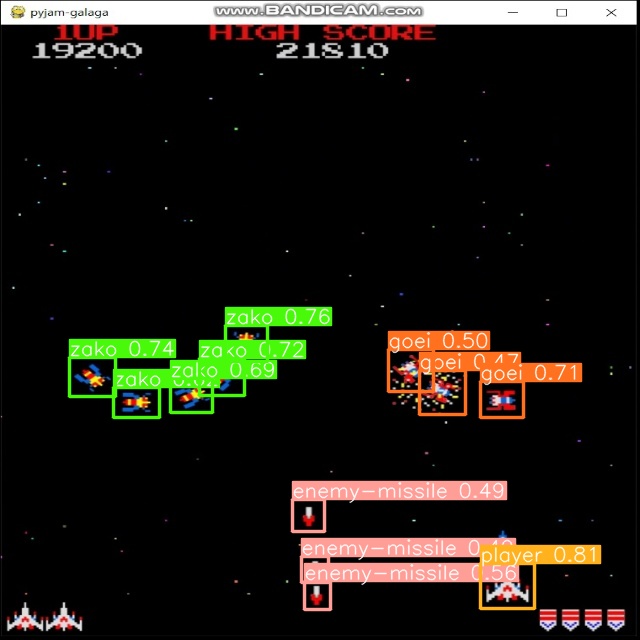 pyjam-galaga
www.BANDICAM.com
1UP
HIGH SCORE
19200
21810
zako 0.76
zako 0.74
zako 0.72
zako 0.69
zako
goei 0.50
goei 0.47
goei 0.71
enemy-missile 0.49
enemy-missile
player 0.81
enemy-missile 0.56